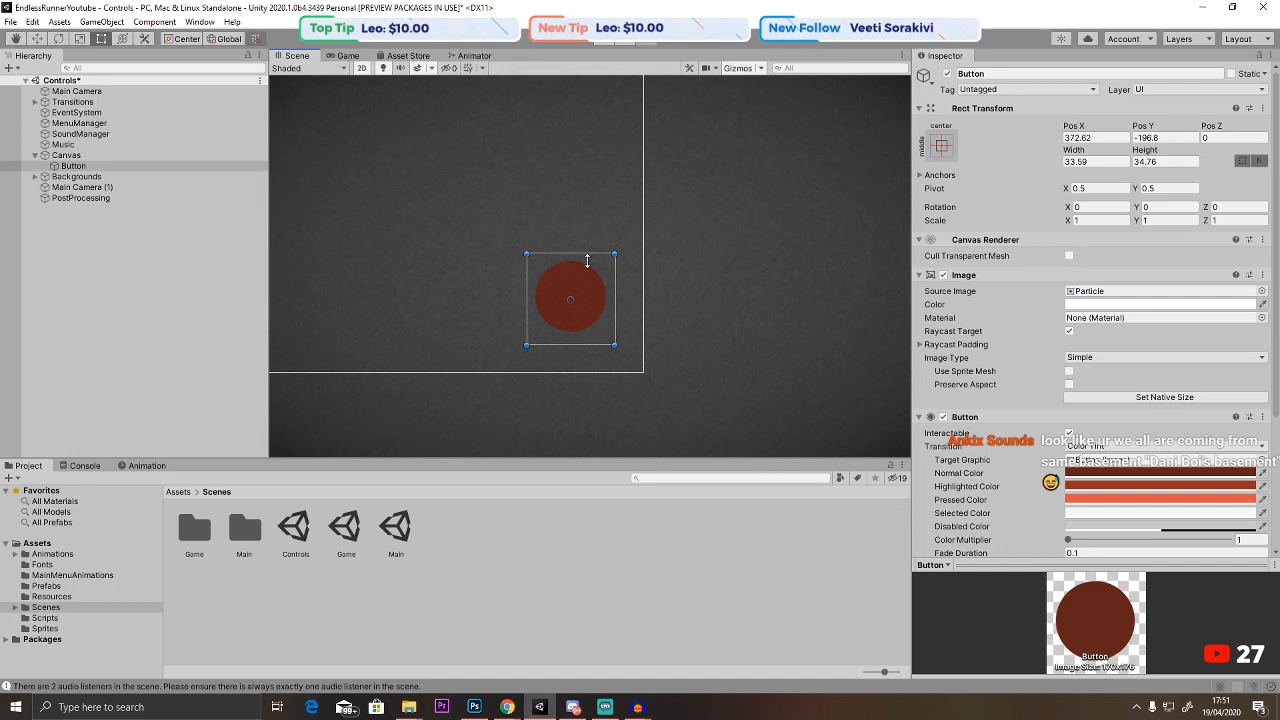 EndlessRunnerYoutube - Controls - PC, Mac & Linux Standalone - Unity 2020.1.0b4.3439 Personal [PREVIEW PACKAGES IN USE]* <DX11>
Top Tip Leo: $10.00
New Tip Leo: $10.00
New Follow Veeti Sorakivi
Center Global
Account Layers Layout
Hierarchy
All
Controls*
Main Camera
Transitions
EventSystem
MenuManager
SoundManager
Music
Canvas
Button
Backgrounds
Main Camera (1)
PostProcessing
Scene Game Asset Store Animator
Shaded 2D 0 Gizmos All
Inspector
Button Static
Tag Untagged Layer UI
Rect Transform
center Pos X Pos Y Pos Z
middle 372.62 -196.8 0
Width Height
33.59 34.76 R
Anchors
Pivot X 0.5 Y 0.5
Rotation X 0 Y 0 Z 0
Scale X 1 Y 1 Z 1
Canvas Renderer
Cull Transparent Mesh
Image
Source Image Particle
Color
Material None (Material)
Raycast Target
Raycast Padding
Image Type Simple
Use Sprite Mesh
Preserve Aspect
Set Native Size
Button
Interactable
Transition Color Tint
Target Graphic
Normal Color
Highlighted Color
Pressed Color
Selected Color
Disabled Color
Color Multiplier 1
Fade Duration 0.1
Ankix Sounds look like ur we all are coming from
same basement "Dani Boi's basement"
Button
Button
Image Size: 170x176
27
Project Console Animation
19
Favorites
All Materials
All Models
All Prefabs
Assets
Animations
Fonts
MainMenuAnimations
Prefabs
Resources
Scenes
Scripts
Sprites
Packages
Assets > Scenes
Game Main Controls Game Main
There are 2 audio listeners in the scene. Please ensure there is always exactly one audio listener in the scene.
Type here to search
99+
17:51
19/04/2020